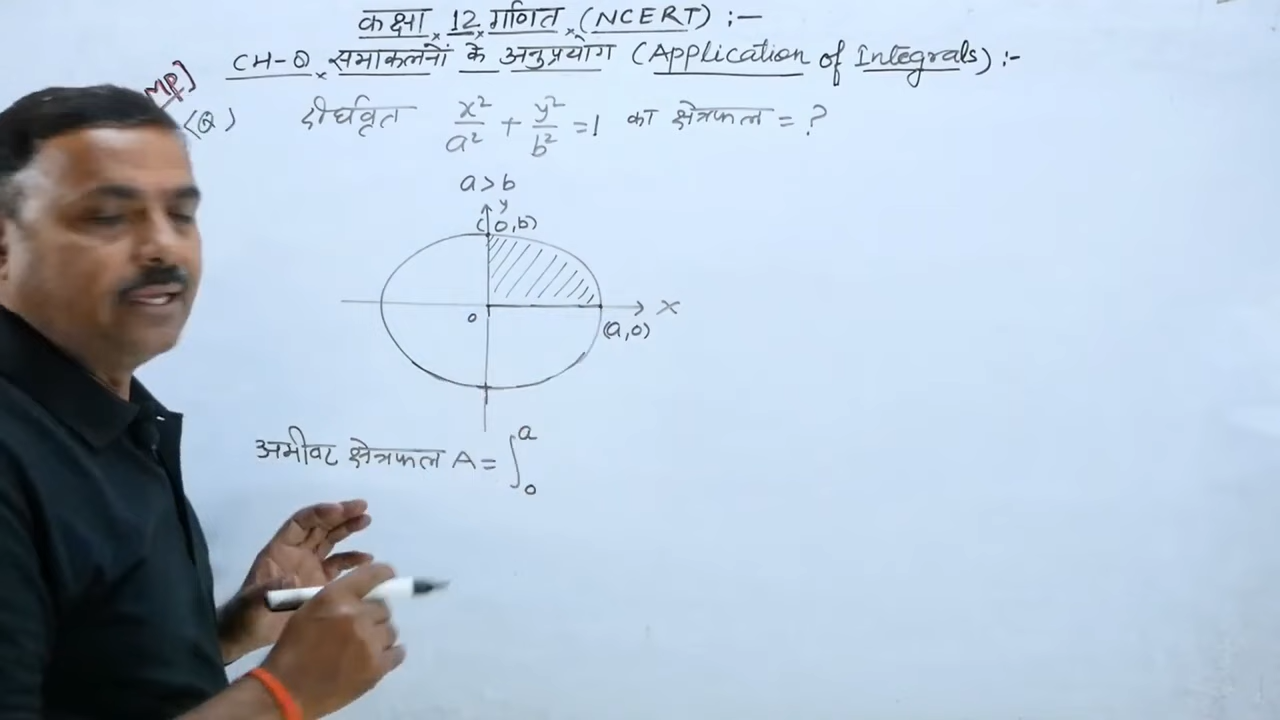 कक्षा 12 गणित (NCERT) :—
CH-8 समाकलनों के अनुप्रयोग (Application of Integrals) :-
MP]
(Q) दीर्घवृत x²/a² + y²/b² = 1 का क्षेत्रफल = ?
a > b
y
(0,b)
0
X
(a,0)
अभीष्ट क्षेत्रफल A = ∫₀ᵃ